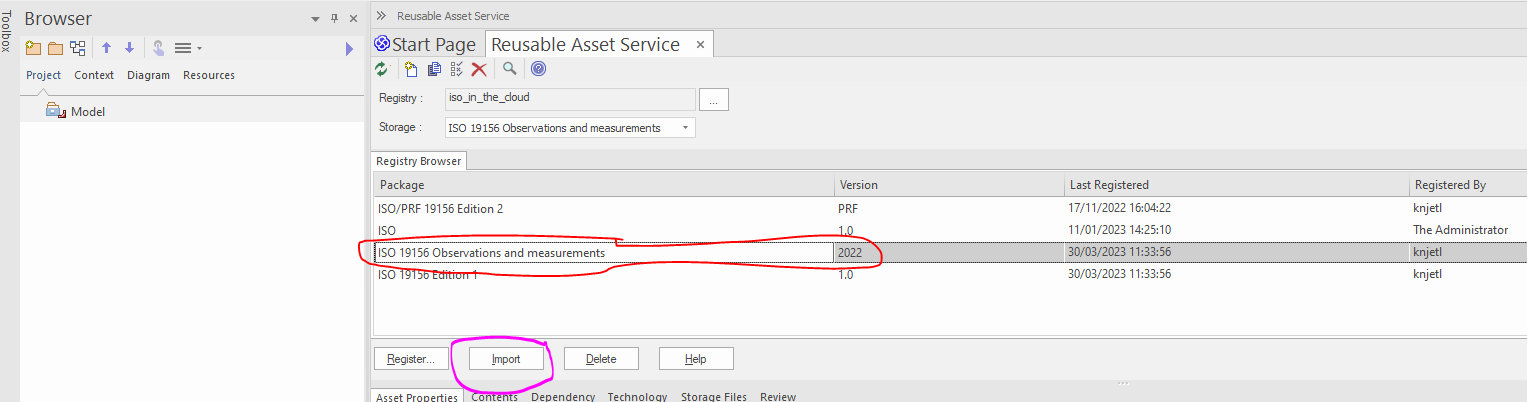 Toolbox
Browser
Project Context Diagram Resources
Model
Reusable Asset Service
Start Page Reusable Asset Service
Registry : iso_in_the_cloud ...
Storage : ISO 19156 Observations and measurements
Registry Browser
Package Version Last Registered Registered By
ISO/PRF 19156 Edition 2 PRF 17/11/2022 16:04:22 knjetl
ISO 1.0 11/01/2023 14:25:10 The Administrator
ISO 19156 Observations and measurements 2022 30/03/2023 11:33:56 knjetl
ISO 19156 Edition 1 1.0 30/03/2023 11:33:56 knjetl
Register... Import Delete Help
Asset Properties Contents Dependency Technology Storage Files Review